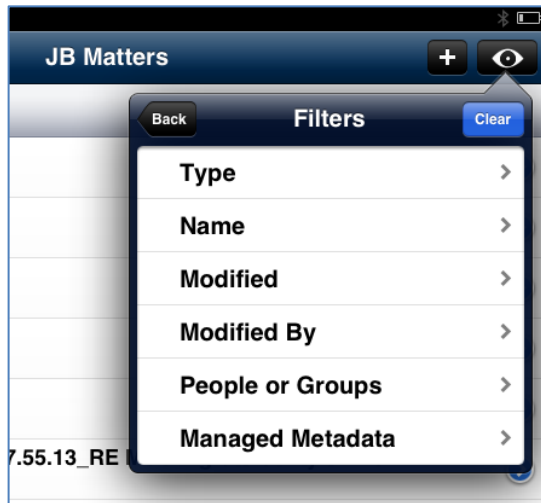 JB Matters
+
Back
Filters
Clear
Type
Name
Modified
Modified By
People or Groups
Managed Metadata
7.55.13_RE